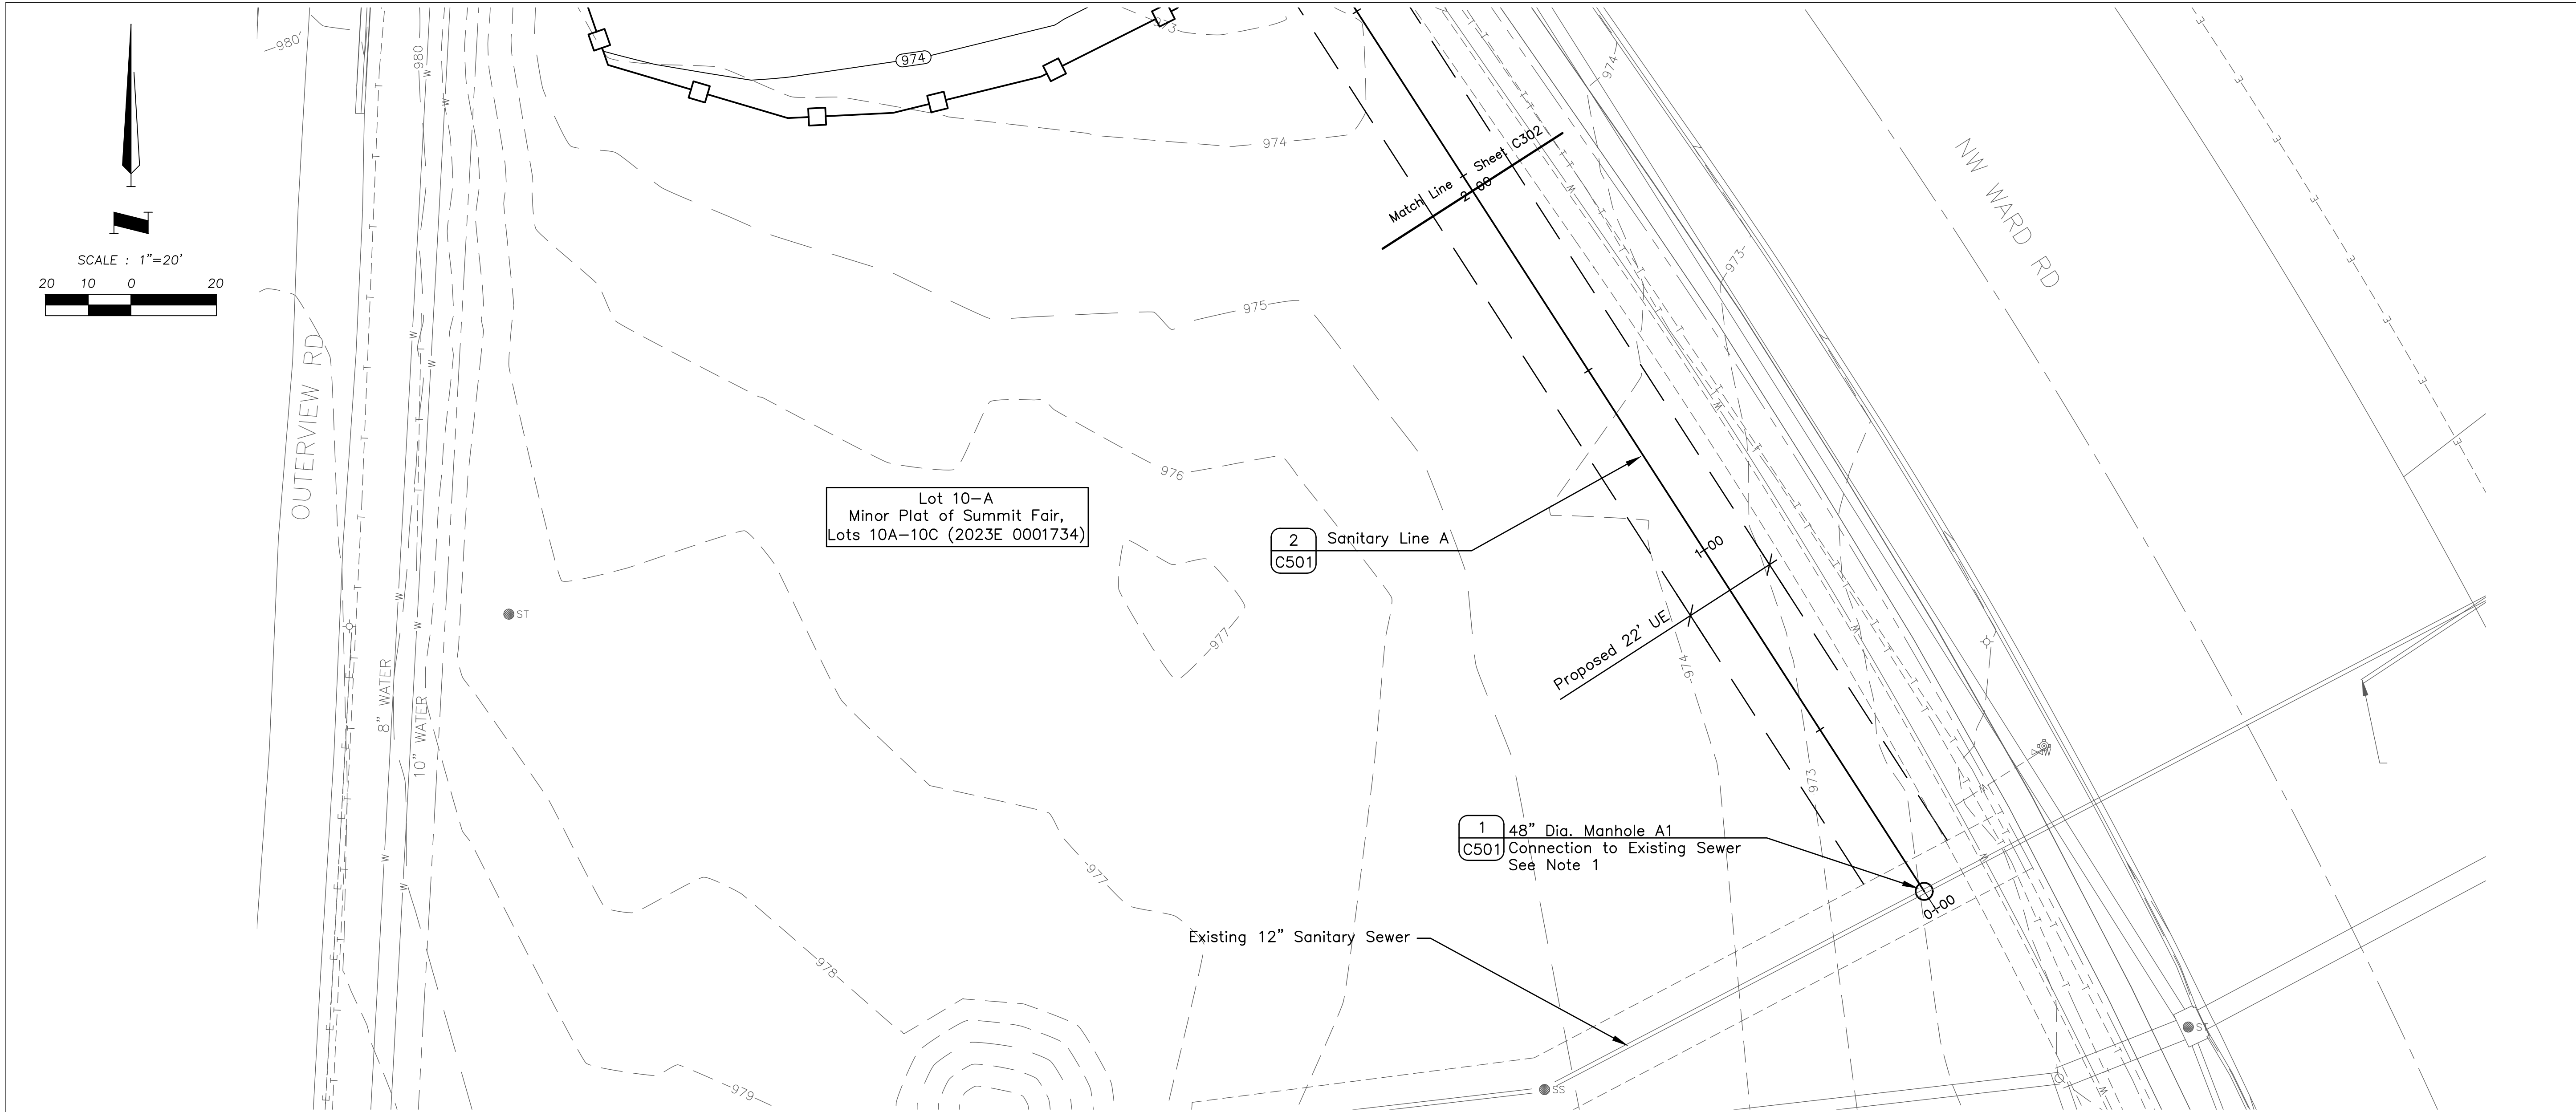 980'
980
974
973
974
974
Match Line - Sheet C302
2+00
NW WARD RD
N
SCALE : 1"=20'
20 10 0 20
975
973
OUTERVIEW RD
976
Lot 10-A
Minor Plat of Summit Fair,
Lots 10A-10C (2023E 0001734)
2
C501
Sanitary Line A
1+00
Proposed 22' UE
ST
977
974
8" WATER
10" WATER
973
1
C501
48" Dia. Manhole A1
Connection to Existing Sewer
See Note 1
977
0+00
Existing 12" Sanitary Sewer
978
979
SS
ST
W
T
E